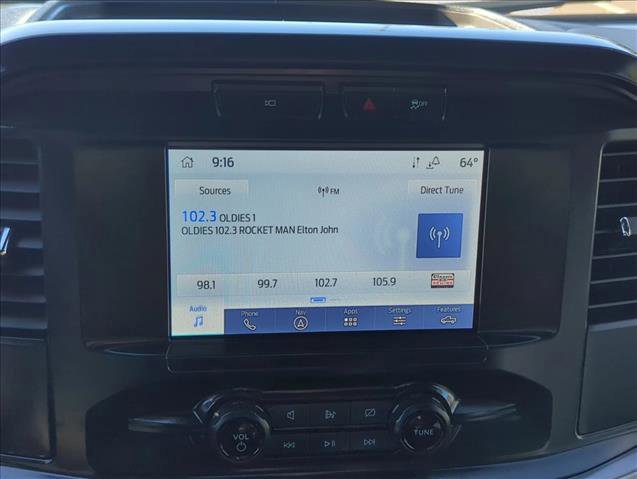 OFF
9:16
64°
Sources
FM
Direct Tune
102.3 OLDIES 1
OLDIES 102.3 ROCKET MAN Elton John
98.1 99.7 102.7 105.9
Audio Phone Nav Apps Settings Features
VOL
TUNE